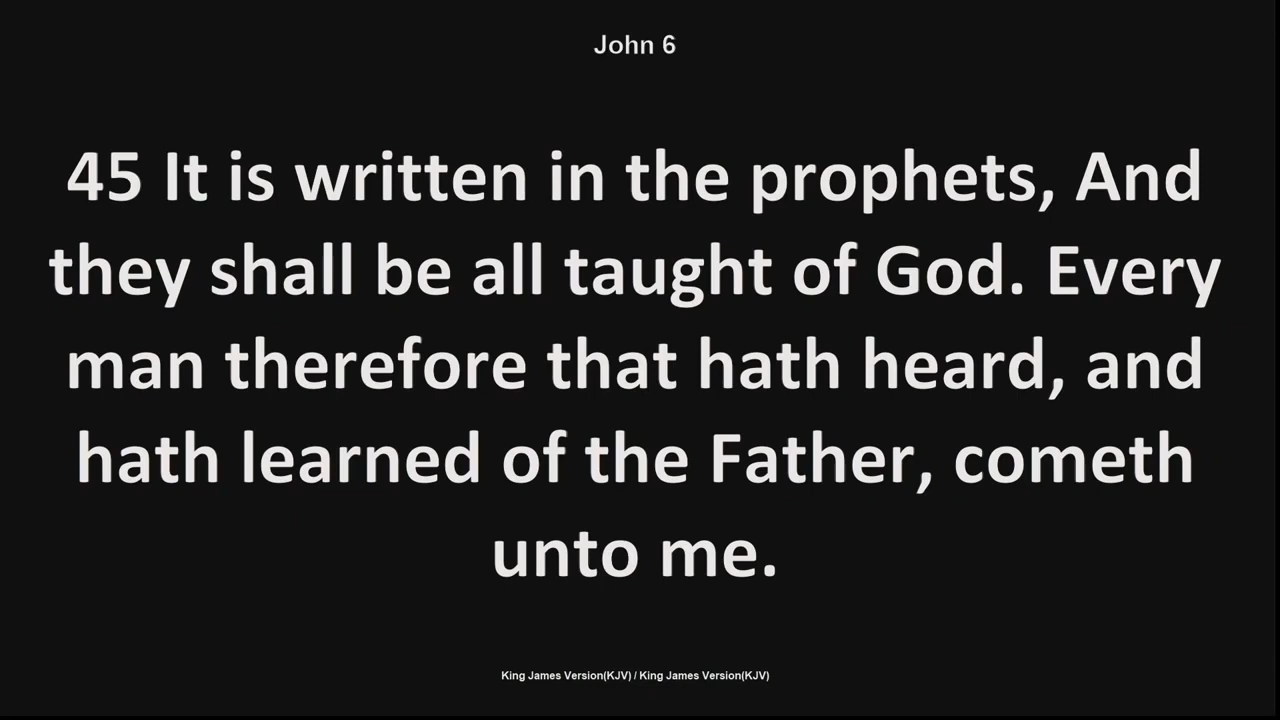 John 6
45 It is written in the prophets, And
they shall be all taught of God. Every
man therefore that hath heard, and
hath learned of the Father, cometh
unto me.
King James Version(KJV) / King James Version(KJV)